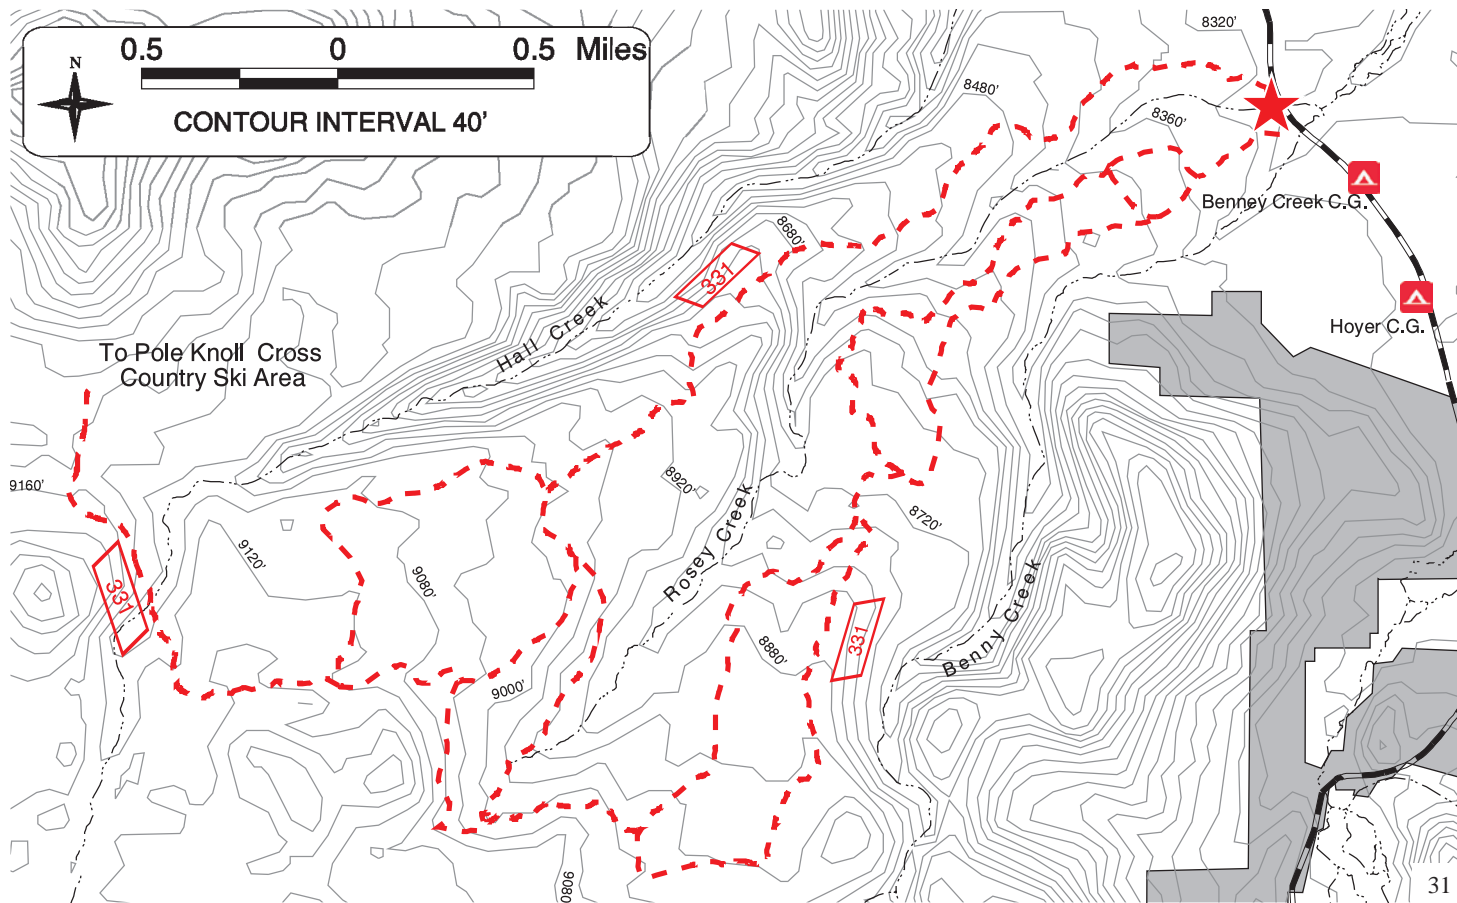 0.5 0 0.5 Miles
N
CONTOUR INTERVAL 40'
8320'
8480'
8360'
Benney Creek C.G.
8680'
331
Hall Creek
Hoyer C.G.
To Pole Knoll Cross
Country Ski Area
9160'
8920'
8720'
Rosey Creek
9120'
9080'
331
Benny Creek
331
8880'
9000'
9080
31